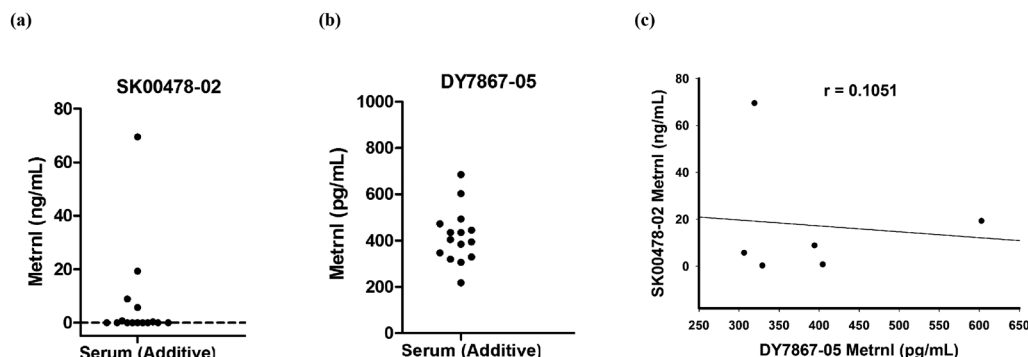 (a)
SK00478-02
Metrnl (ng/mL)
80
60
40
20
0
Serum (Additive)
(b)
DY7867-05
Metrnl (pg/mL)
1000
800
600
400
200
0
Serum (Additive)
(c)
r = 0.1051
SK00478-02 Metrnl (ng/mL)
80
60
40
20
0
250 300 350 400 450 500 550 600 650
DY7867-05 Metrnl (pg/mL)